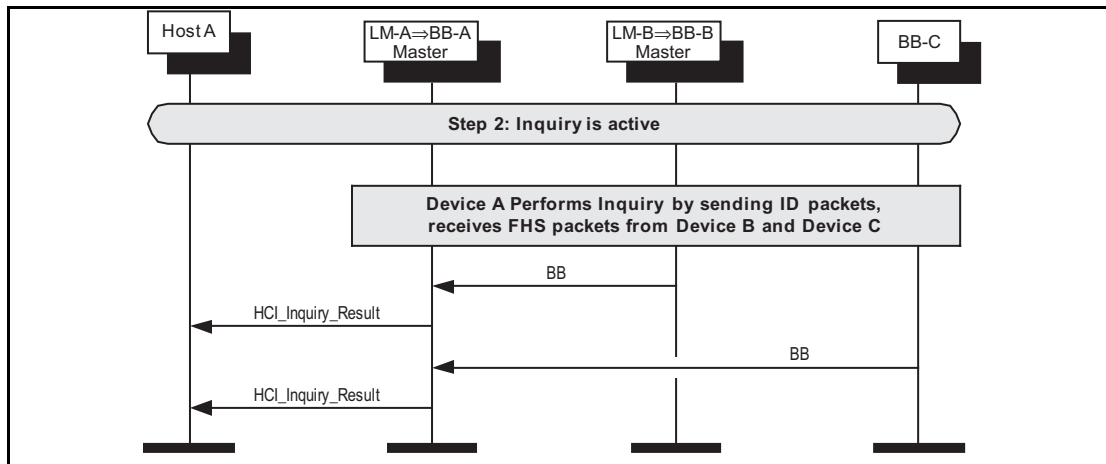 Host A
LM-A⇒BB-A
Master
LM-B⇒BB-B
Master
BB-C
Step 2: Inquiry is active
Device A Performs Inquiry by sending ID packets,
receives FHS packets from Device B and Device C
BB
HCI_Inquiry_Result
BB
HCI_Inquiry_Result